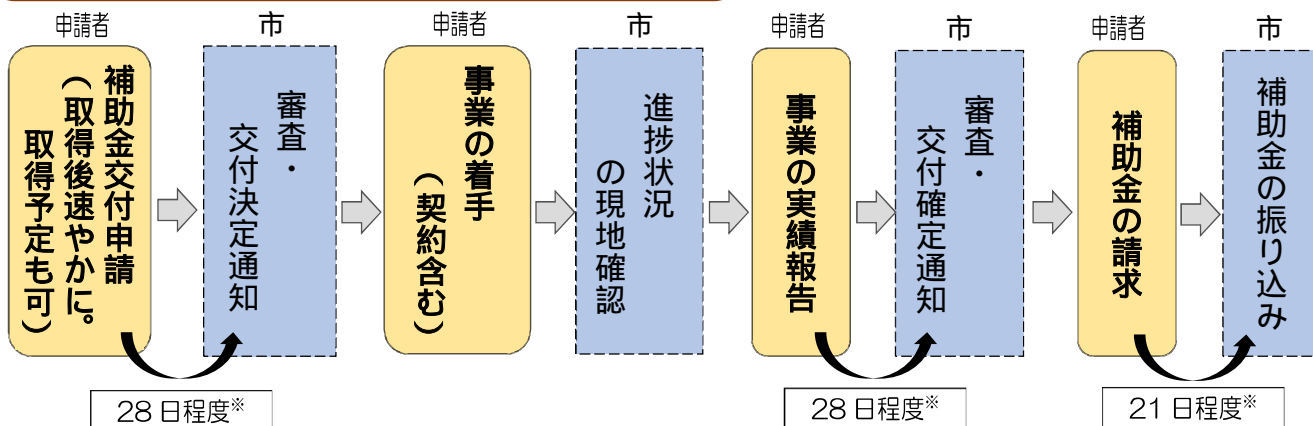 申請者
補助金交付申請
（取得後速やかに。
取得予定も可）
市
審査・
交付決定通知
申請者
事業の着手
（契約含む）
市
進捗状況
の現地確認
申請者
事業の実績報告
市
審査・
交付確定通知
申請者
補助金の請求
市
補助金の振り込み
28日程度※
28日程度※
21日程度※